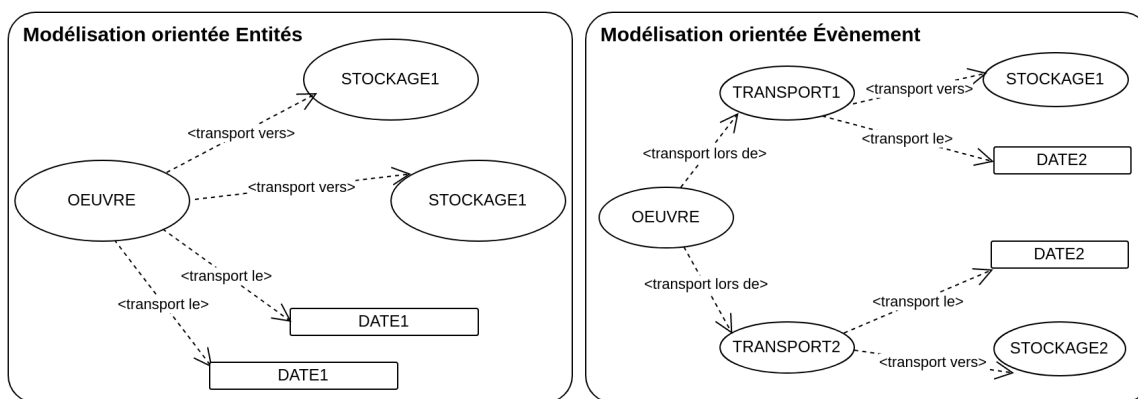 Modélisation orientée Entités
STOCKAGE1
<transport vers>
<transport vers>
OEUVRE
STOCKAGE1
<transport le>
<transport le>
DATE1
DATE1
Modélisation orientée Évènement
TRANSPORT1
<transport vers>
STOCKAGE1
<transport le>
<transport lors de>
DATE2
OEUVRE
DATE2
<transport lors de>
<transport le>
TRANSPORT2
STOCKAGE2
<transport vers>